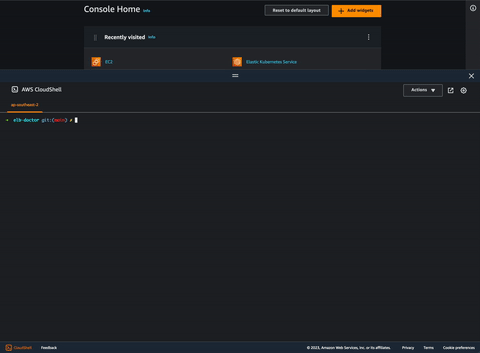 Console Home Info
Reset to default layout
Add widgets
Recently visited Info
EC2
Elastic Kubernetes Service
AWS CloudShell
Actions
ap-southeast-2
elb-doctor git:(main) ✗
CloudShell
Feedback
© 2023, Amazon Web Services, Inc. or its affiliates.
Privacy
Terms
Cookie preferences